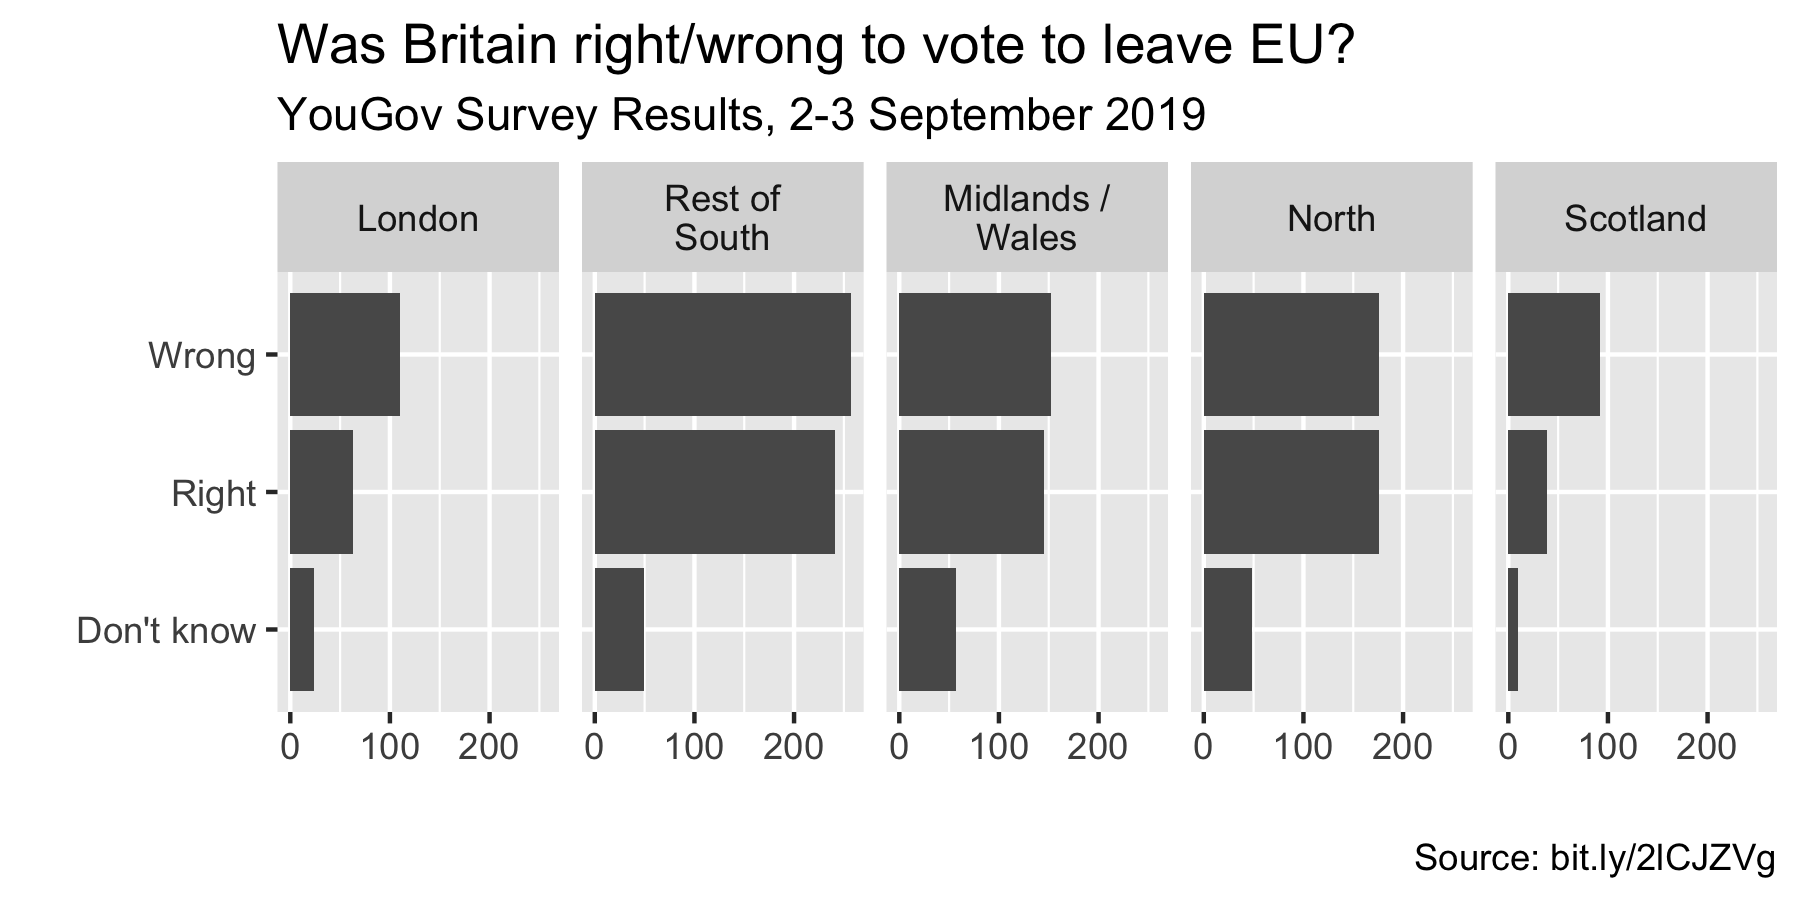 Was Britain right/wrong to vote to leave EU?
YouGov Survey Results, 2-3 September 2019
London
Rest of
South
Midlands /
Wales
North
Scotland
Wrong
Right
Don't know
0 100 200
0 100 200
0 100 200
0 100 200
0 100 200
Source: bit.ly/2lCJZVg